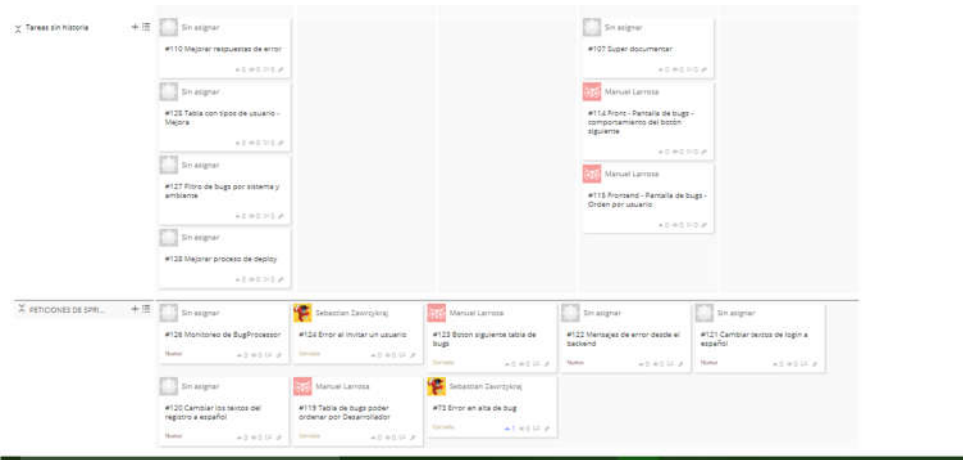 Tareas sin historia
Sin asignar
#110 Mejorar respuestas de error
Sin asignar
#125 Tabla con tipos de usuario -
Mejora
Sin asignar
#127 Filtro de bugs por sistema y
ambiente
Sin asignar
#128 Mejorar proceso de deploy
Sin asignar
#107 Super documentar
Manuel Larrosa
#114 Front - Pantalla de bugs -
comportamiento del botón
siguiente
Manuel Larrosa
#115 Frontend - Pantalla de bugs -
Orden por usuario
PETICIONES DE SPRI...
Sin asignar
#126 Monitoreo de BugProcessor
Nueva
Sebastian Zavintykraj
#124 Error al invitar un usuario
Cerrada
Manuel Larrosa
#123 Boton siguiente tabla de
bugs
Cerrada
Sin asignar
#122 Mensajes de error desde el
backend
Nueva
Sin asignar
#121 Cambiar textos de login a
español
Nueva
Sin asignar
#120 Cambiar los textos del
registro a español
Nueva
Manuel Larrosa
#119 Tabla de bugs poder
ordenar por Desarrollador
Cerrada
Sebastian
#73 Error en alta de bug
Cerrada